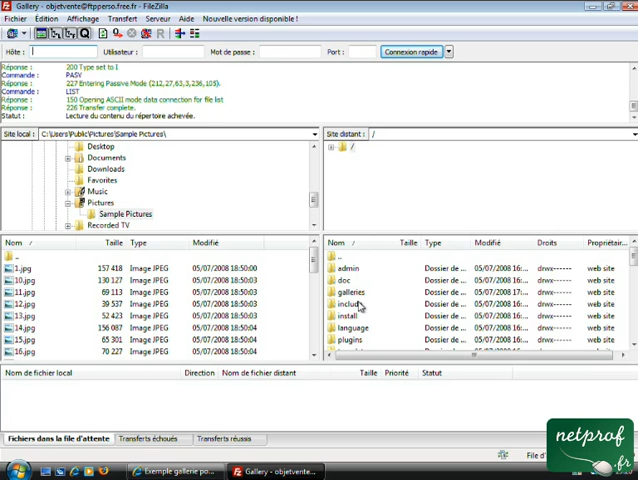 Gallery - objetvente@ftpperso.free.fr - FileZilla
Fichier Édition Affichage Transfert Serveur Aide Nouvelle version disponible !
Hôte : Utilisateur : Mot de passe : Port : Connexion rapide
Réponse : 200 Type set to I
Commande : PASV
Réponse : 227 Entering Passive Mode (212,27,63,3,236,105).
Commande : LIST
Réponse : 150 Opening ASCII mode data connection for file list
Réponse : 226 Transfer complete.
Statut : Lecture du contenu du répertoire achevée.
Site local : C:\Users\Public\Pictures\Sample Pictures\ Site distant : /
Desktop
Documents
Downloads
Favorites
Music
Pictures
Sample Pictures
Recorded TV
/
Nom / Taille Type Modifié
..
1.jpg 157 418 Image JPEG 05/07/2008 18:50:00
10.jpg 130 127 Image JPEG 05/07/2008 18:50:03
11.jpg 69 113 Image JPEG 05/07/2008 18:50:03
12.jpg 39 537 Image JPEG 05/07/2008 18:50:03
13.jpg 52 423 Image JPEG 05/07/2008 18:50:03
14.jpg 156 087 Image JPEG 05/07/2008 18:50:04
15.jpg 65 301 Image JPEG 05/07/2008 18:50:04
16.jpg 70 227 Image JPEG 05/07/2008 18:50:04
Nom / Taille Type Modifié Droits Propriétair...
..
admin Dossier de ... 05/07/2008 16:... drwx------ web site
doc Dossier de ... 05/07/2008 16:... drwx------ web site
galleries Dossier de ... 05/07/2008 17:... drwx------ web site
include Dossier de ... 05/07/2008 16:... drwx------ web site
install Dossier de ... 05/07/2008 16:... drwx------ web site
language Dossier de ... 05/07/2008 16:... drwx------ web site
plugins Dossier de ... 05/07/2008 16:... drwx------ web site
Nom de fichier local Direction Nom de fichier distant Taille Priorité Statut
Fichiers dans la file d'attente Transferts échoués Transferts réussis
File d'
Exemple gallerie po... Gallery - objetvente...
netprof
.fr